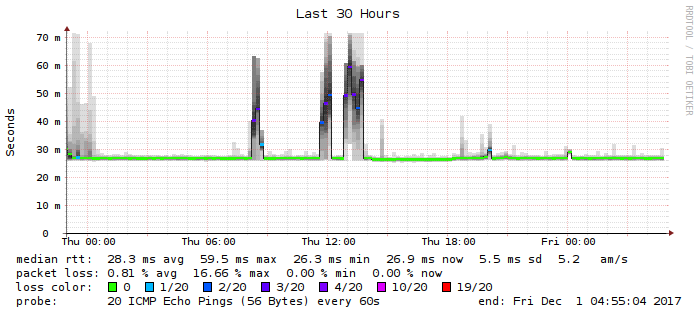 Last 30 Hours
RRDTOOL / TOBI OETIKER
Seconds
70 m
60 m
50 m
40 m
30 m
20 m
10 m
0
Thu 00:00 Thu 06:00 Thu 12:00 Thu 18:00 Fri 00:00
median rtt: 28.3 ms avg 59.5 ms max 26.3 ms min 26.9 ms now 5.5 ms sd 5.2 am/s
packet loss: 0.81 % avg 16.66 % max 0.00 % min 0.00 % now
loss color: 0 1/20 2/20 3/20 4/20 10/20 19/20
probe: 20 ICMP Echo Pings (56 Bytes) every 60s end: Fri Dec 1 04:55:04 2017